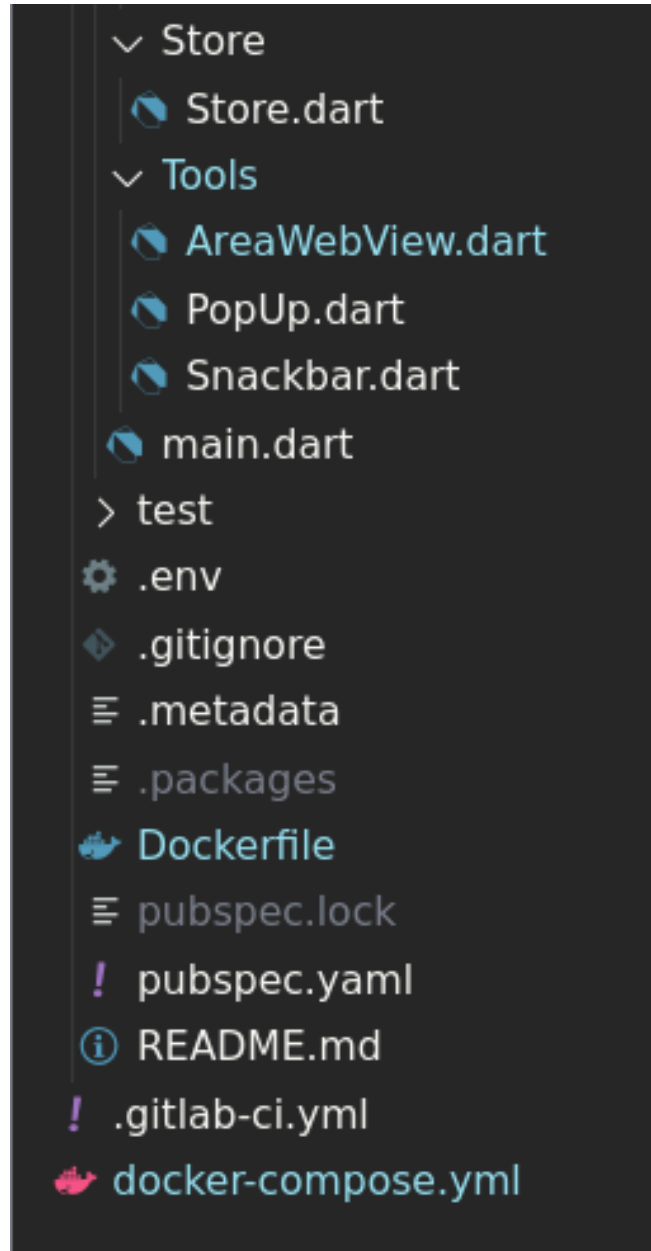 Store
Store.dart
Tools
AreaWebView.dart
PopUp.dart
Snackbar.dart
main.dart
test
.env
.gitignore
.metadata
.packages
Dockerfile
pubspec.lock
pubspec.yaml
README.md
.gitlab-ci.yml
docker-compose.yml